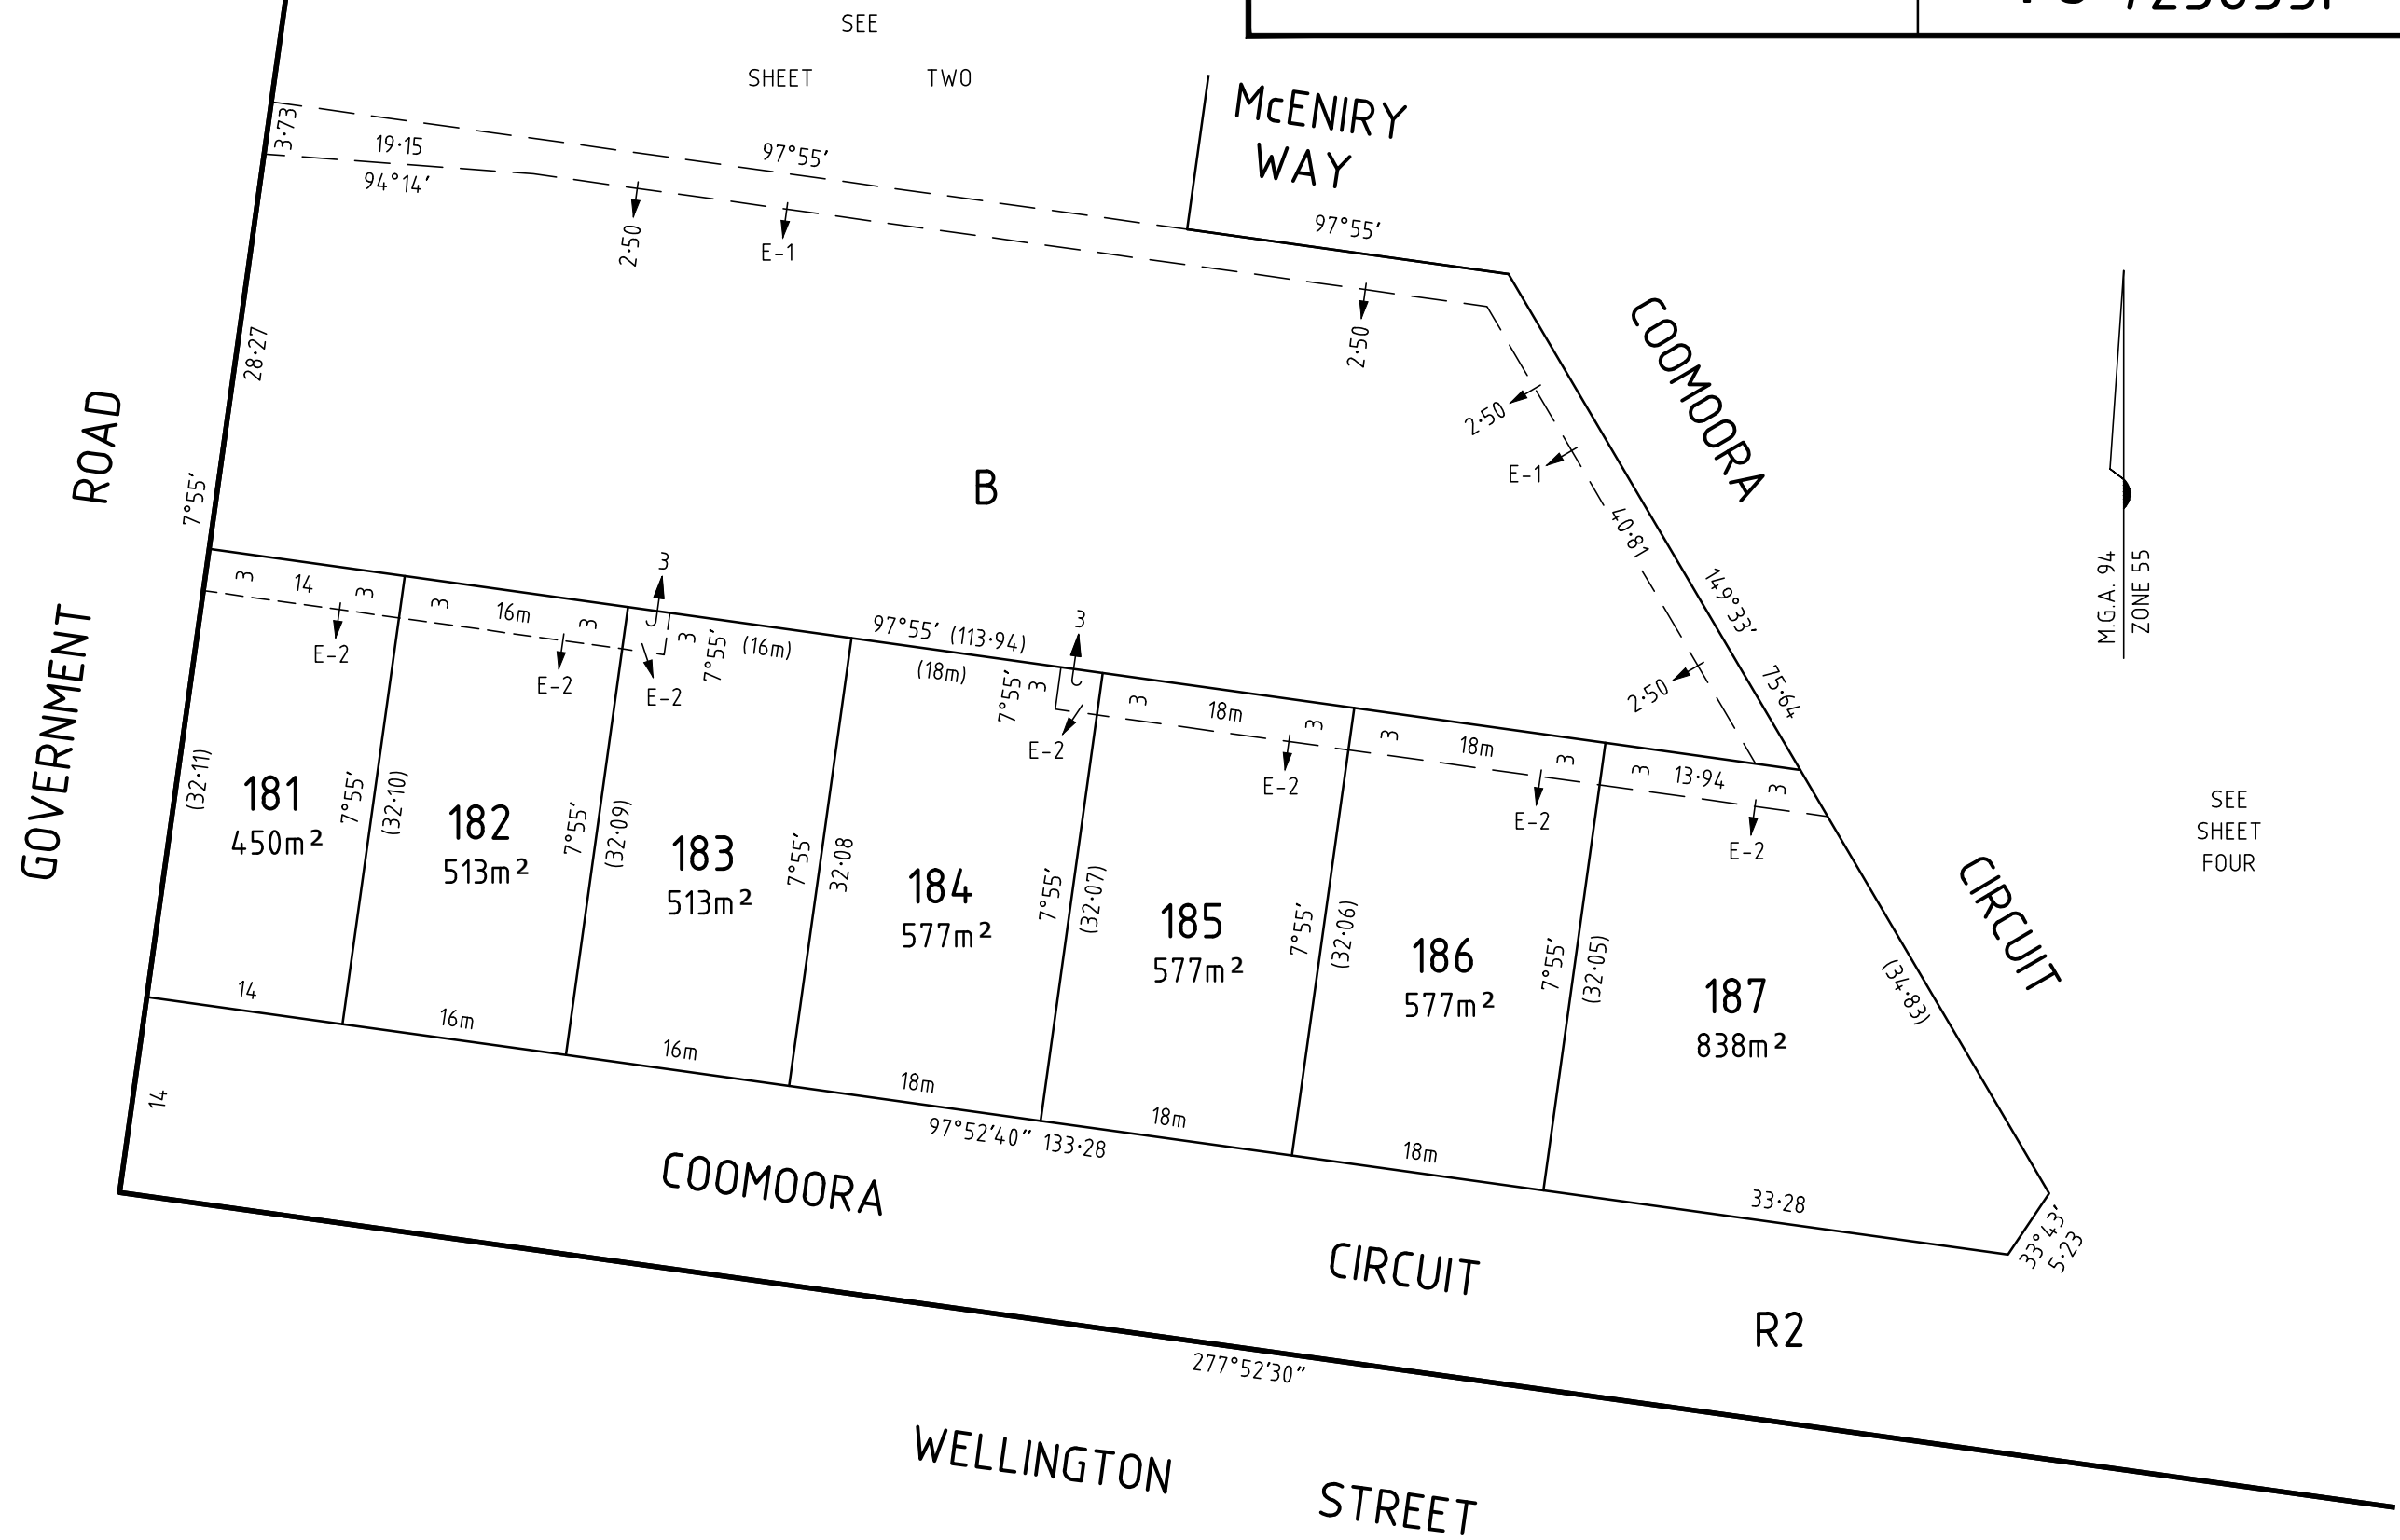 SEE
SHEET TWO
McENIRY
WAY
3·73
19·15
94°14'
97°55'
97°55'
2·50
E-1
2·50
28·27
7°55'
GOVERNMENT ROAD
B
2·50
E-1
40·81
149°33'
75·64
2·50
COOMOORA
CIRCUIT
M.G.A. 94
ZONE 55
SEE
SHEET
FOUR
3 14 3
E-2
3 16m 3
E-2
3
3
7°55'
(16m)
E-2
97°55' (113·94)
(18m)
7°55'
3
3
E-2
3 18m 3
E-2
3 18m 3
E-2
3 13·94 3
E-2
(32·11)
181
450m²
7°55'
(32·10)
182
513m²
7°55'
(32·09)
183
513m²
7°55'
32·08
184
577m²
7°55'
(32·07)
185
577m²
7°55'
(32·06)
186
577m²
7°55'
(32·05)
187
838m²
(34·83)
14
16m
16m
18m
18m
18m
33·28
33°43'
5·23
14
97°52'40" 133·28
COOMOORA
CIRCUIT
R2
277°52'30"
WELLINGTON
STREET